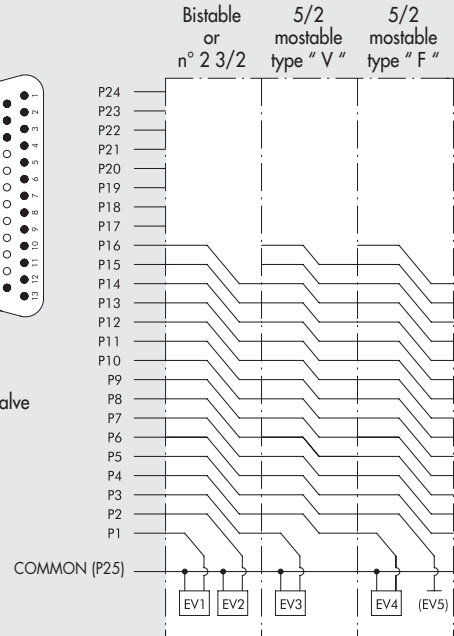 Bistable
or
n° 2 3/2
5/2
mostable
type “ V “
5/2
mostable
type “ F “
1
2
3
4
5
6
7
8
9
10
11
12
13
alve
P24
P23
P22
P21
P20
P19
P18
P17
P16
P15
P14
P13
P12
P11
P10
P9
P8
P7
P6
P5
P4
P3
P2
P1
COMMON (P25)
EV1
EV2
EV3
EV4
(EV5)